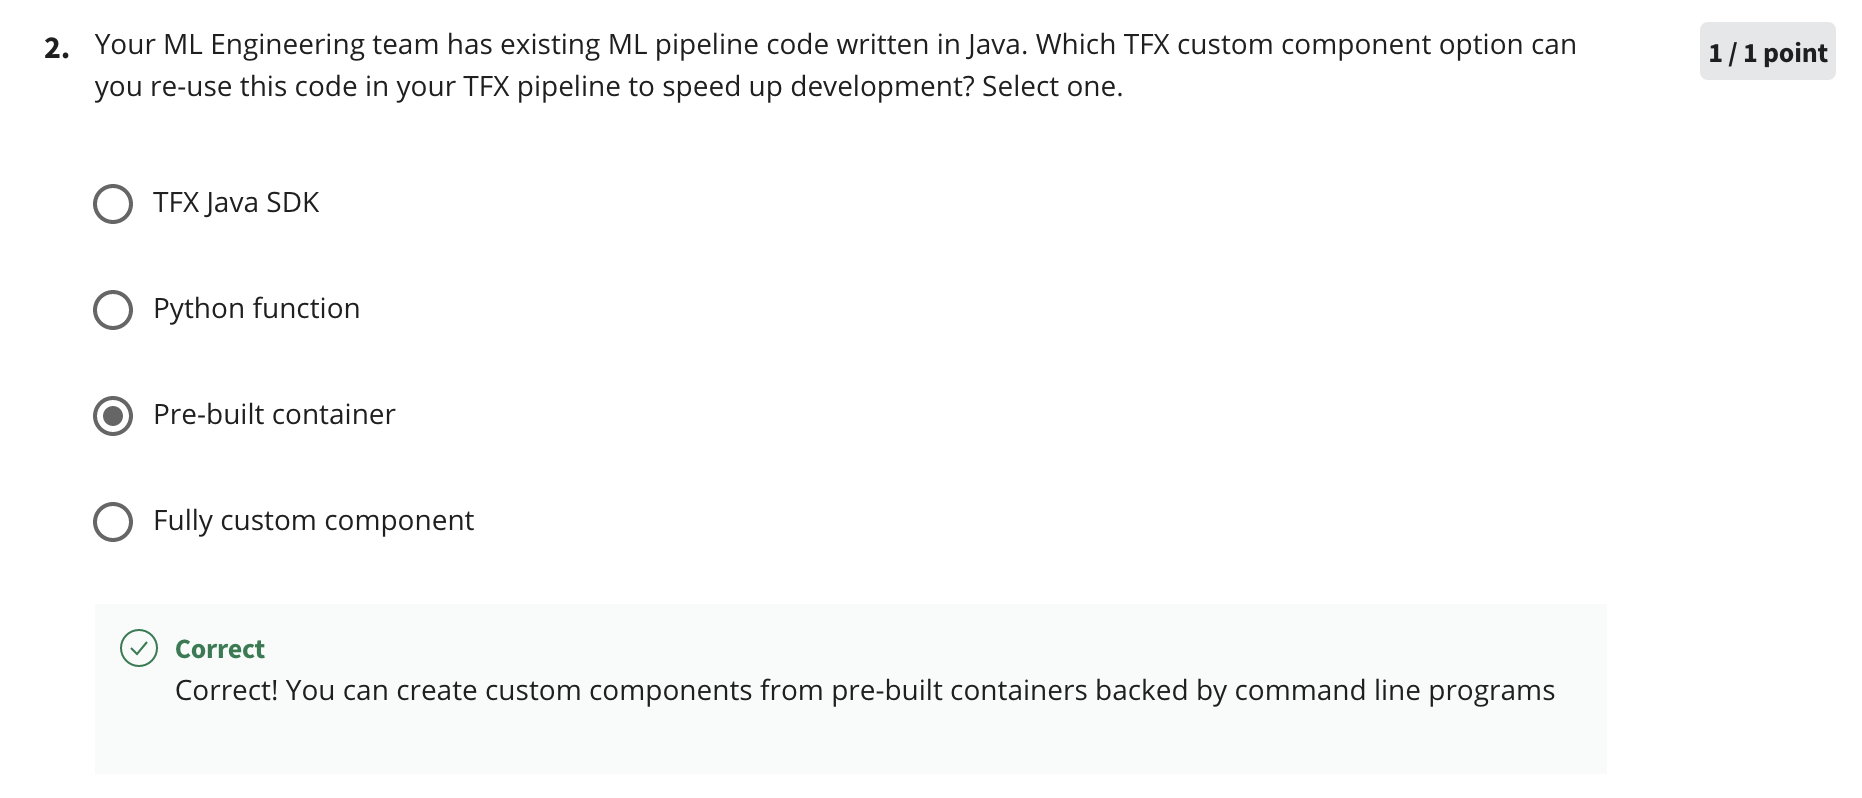 2. Your ML Engineering team has existing ML pipeline code written in Java. Which TFX custom component option can
you re-use this code in your TFX pipeline to speed up development? Select one.
1 / 1 point
TFX Java SDK
Python function
Pre-built container
Fully custom component
Correct
Correct! You can create custom components from pre-built containers backed by command line programs